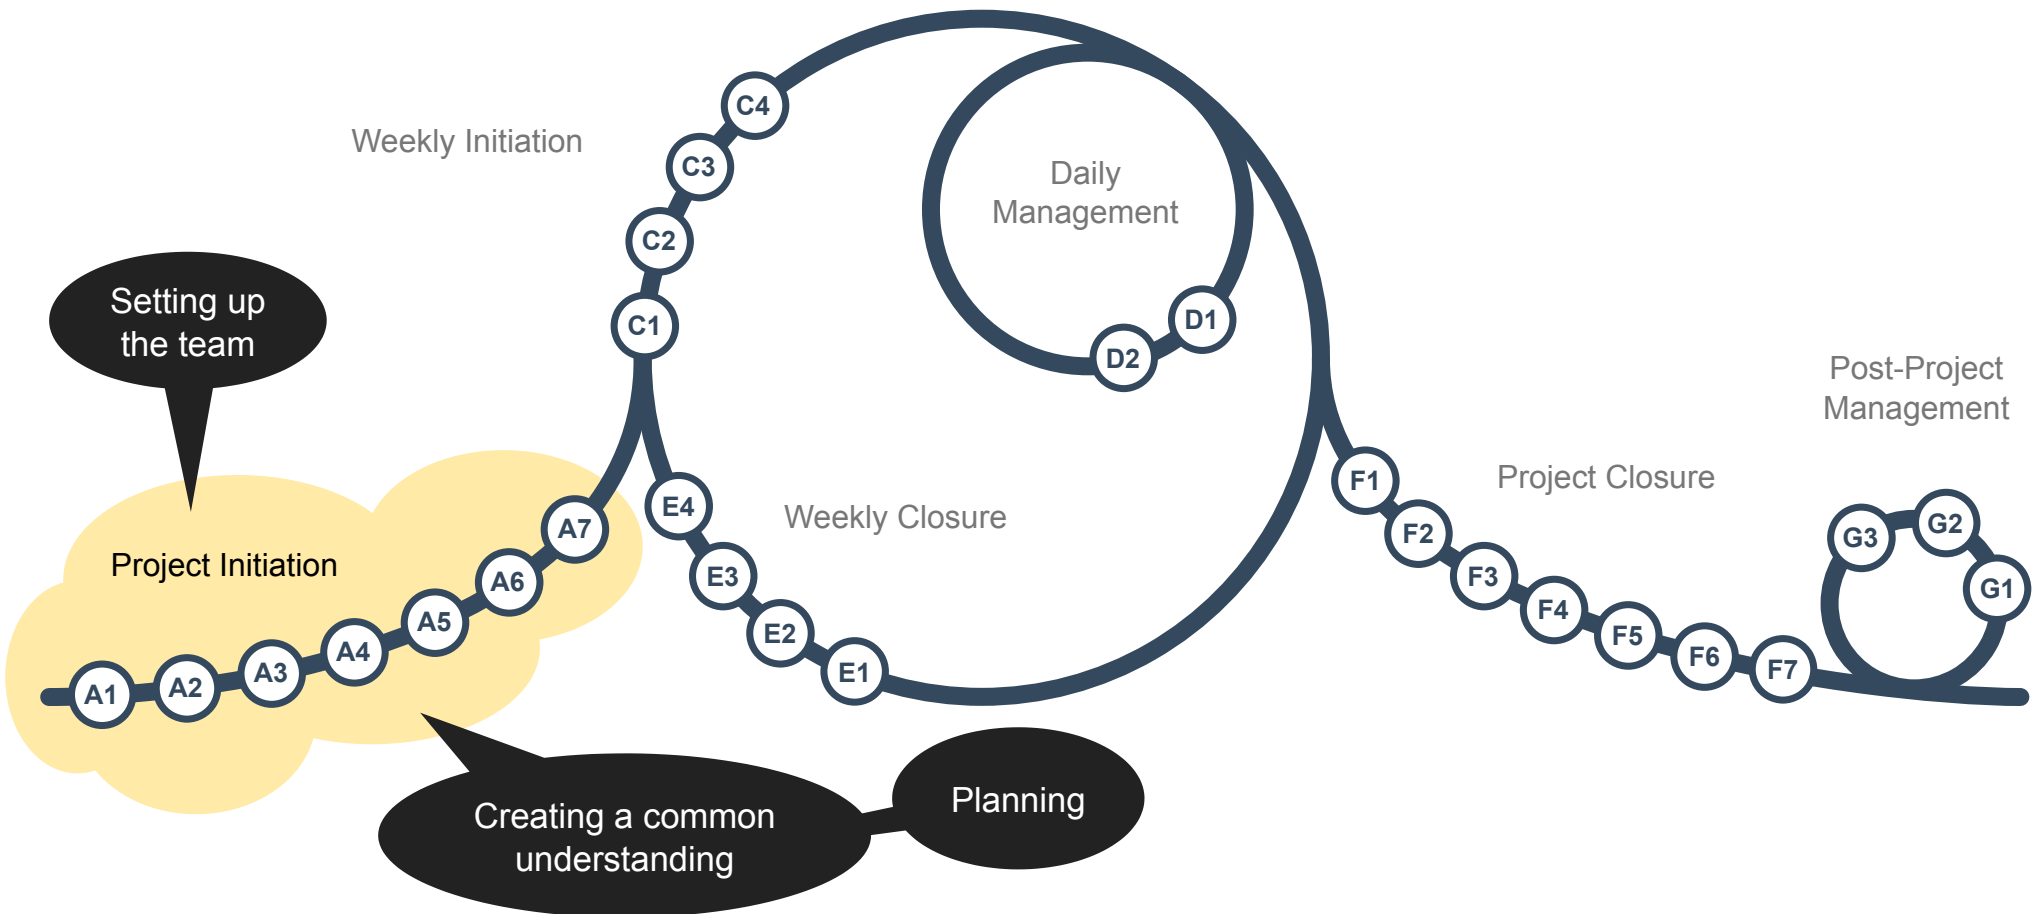 Weekly Initiation
C4
C3
C2
C1
Daily
Management
D1
D2
Setting up
the team
Project Initiation
A1
A2
A3
A4
A5
A6
A7
E4
E3
E2
E1
Weekly Closure
Creating a common
understanding
Planning
F1
F2
F3
F4
F5
F6
F7
Project Closure
Post-Project
Management
G3
G2
G1